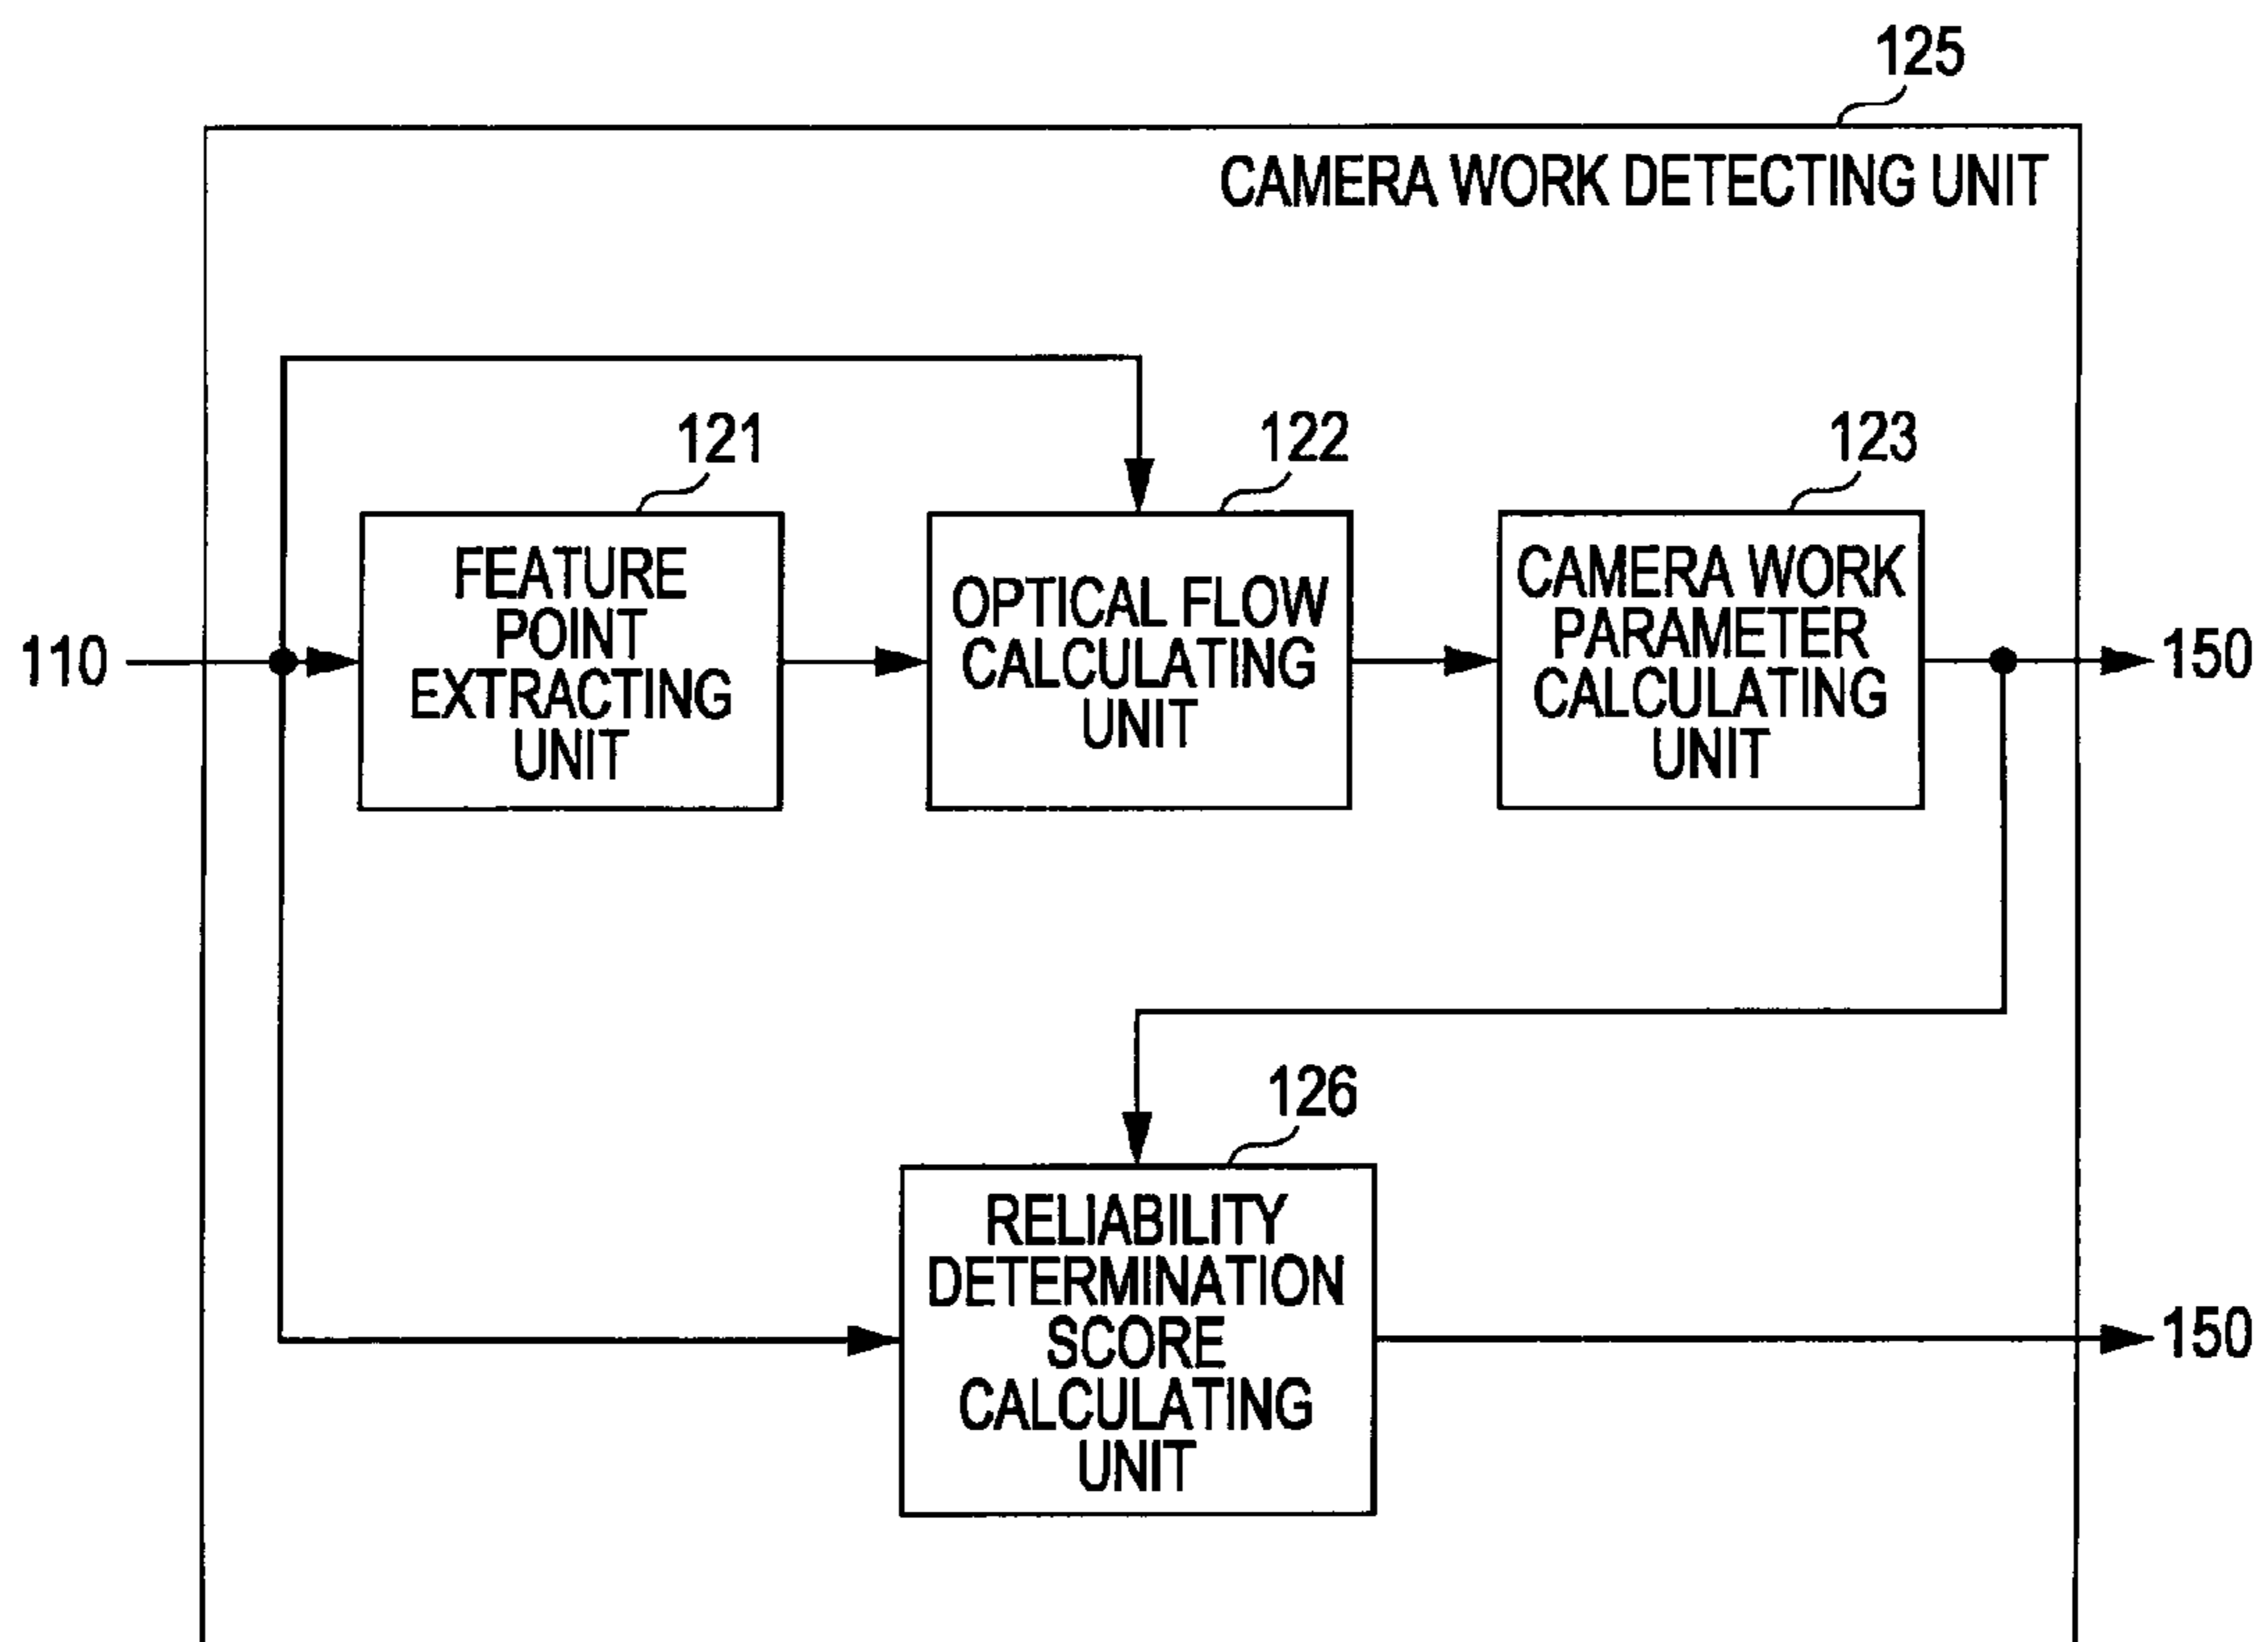 125
CAMERA WORK DETECTING UNIT
121
122
123
110
FEATURE
POINT
EXTRACTING
UNIT
OPTICAL FLOW
CALCULATING
UNIT
CAMERA WORK
PARAMETER
CALCULATING
UNIT
150
126
RELIABILITY
DETERMINATION
SCORE
CALCULATING
UNIT
150